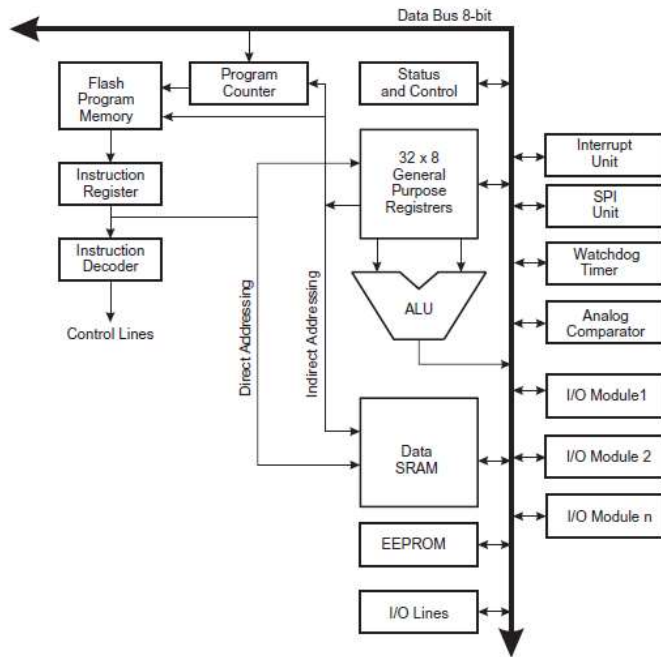 Data Bus 8-bit
Flash
Program
Memory
Program
Counter
Status
and Control
Instruction
Register
32 x 8
General
Purpose
Registrers
Interrupt
Unit
SPI
Unit
Instruction
Decoder
Watchdog
Timer
Control Lines
Direct Addressing
Indirect Addressing
ALU
Analog
Comparator
I/O Module1
Data
SRAM
I/O Module 2
I/O Module n
EEPROM
I/O Lines